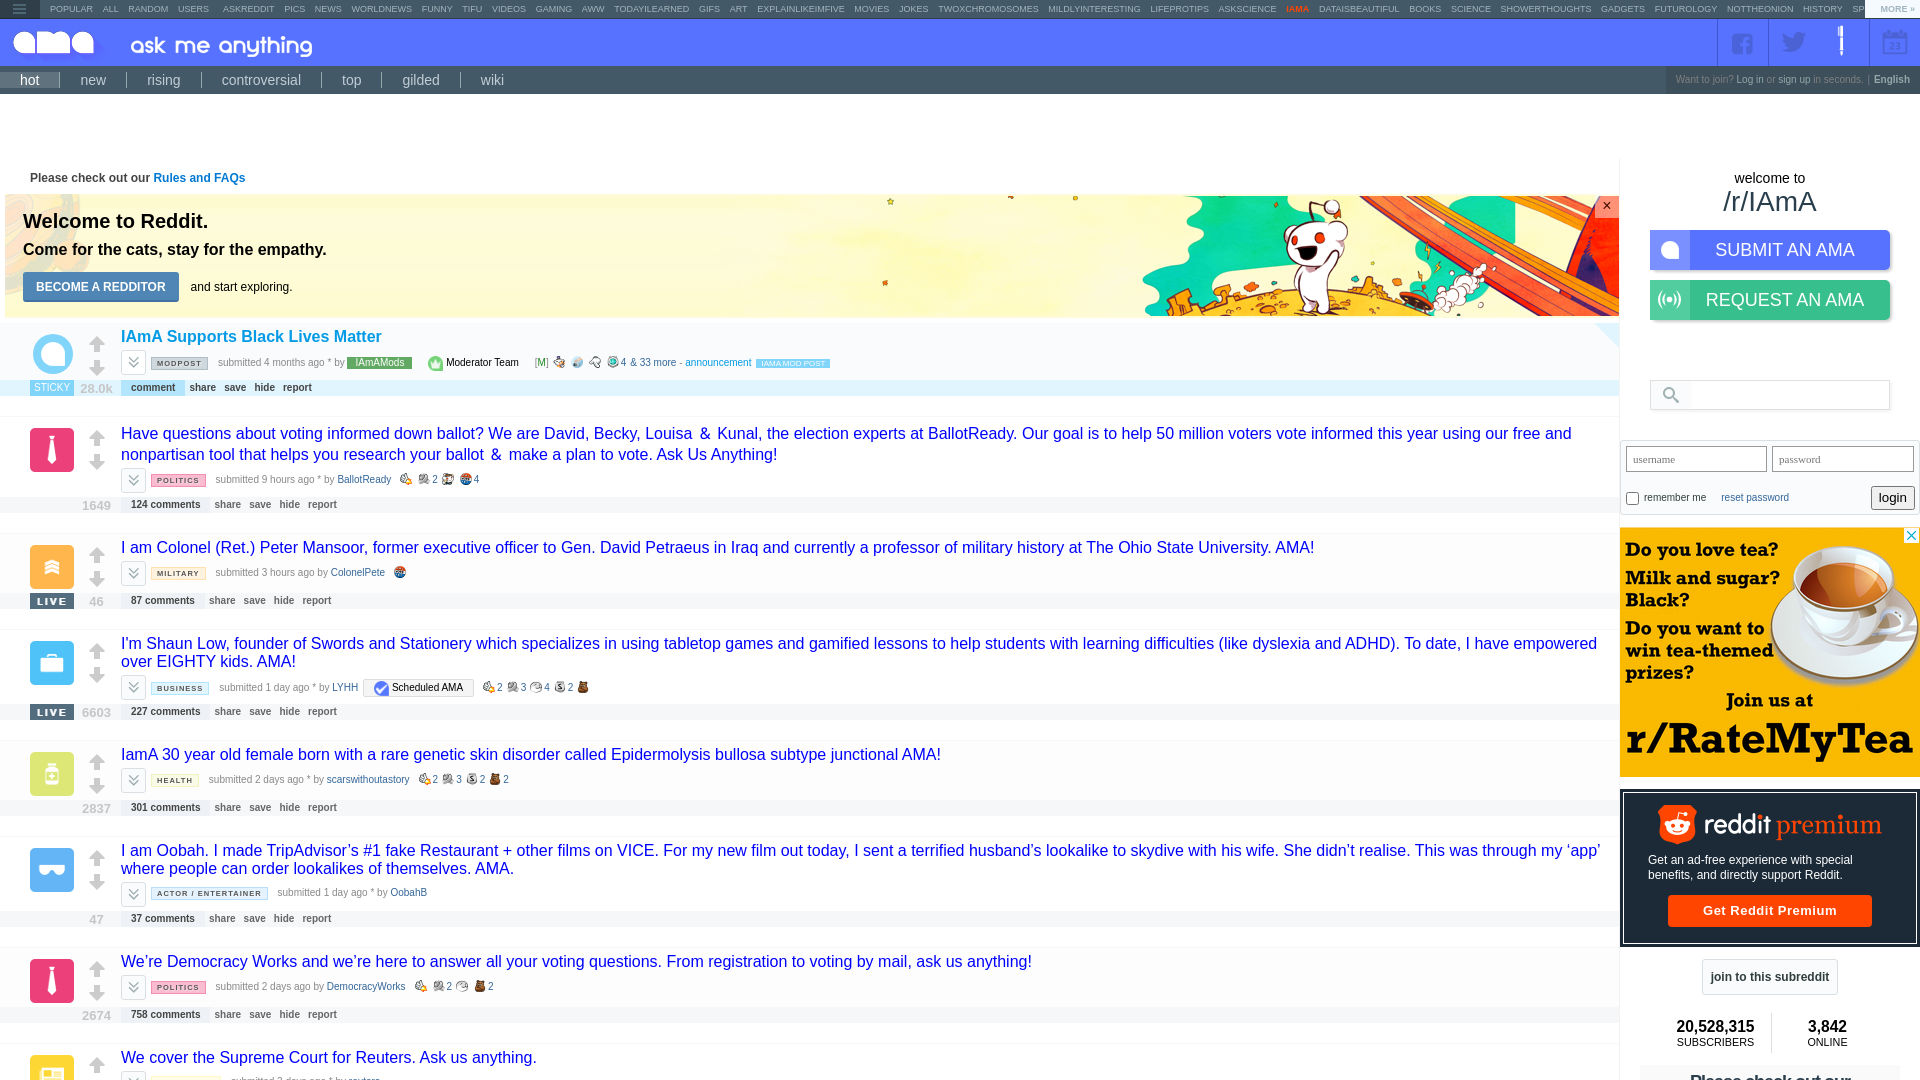 POPULAR ALL RANDOM USERS ASKREDDIT PICS NEWS WORLDNEWS FUNNY TIFU VIDEOS GAMING AWW TODAYILEARNED GIFS ART EXPLAINLIKEIMFIVE MOVIES JOKES TWOXCHROMOSOMES MILDLYINTERESTING LIFEPROTIPS ASKSCIENCE IAMA DATAISBEAUTIFUL BOOKS SCIENCE SHOWERTHOUGHTS GADGETS FUTUROLOGY NOTTHEONION HISTORY SP MORE »
ama ask me anything 23
hot new rising controversial top gilded wiki
Want to join? Log in or sign up in seconds. | English
Please check out our Rules and FAQs
Welcome to Reddit.
Come for the cats, stay for the empathy.
BECOME A REDDITOR and start exploring.
×
IAmA Supports Black Lives Matter
MODPOST submitted 4 months ago * by IAmAMods Moderator Team [M] 4 & 33 more - announcement IAMA MOD POST
STICKY 28.0k comment share save hide report
Have questions about voting informed down ballot? We are David, Becky, Louisa & Kunal, the election experts at BallotReady. Our goal is to help 50 million voters vote informed this year using our free and
nonpartisan tool that helps you research your ballot & make a plan to vote. Ask Us Anything!
POLITICS submitted 9 hours ago * by BallotReady 2 4
1649 124 comments share save hide report
I am Colonel (Ret.) Peter Mansoor, former executive officer to Gen. David Petraeus in Iraq and currently a professor of military history at The Ohio State University. AMA!
MILITARY submitted 3 hours ago by ColonelPete
LIVE 46 87 comments share save hide report
I'm Shaun Low, founder of Swords and Stationery which specializes in using tabletop games and gamified lessons to help students with learning difficulties (like dyslexia and ADHD). To date, I have empowered
over EIGHTY kids. AMA!
BUSINESS submitted 1 day ago * by LYHH Scheduled AMA 2 3 4 2
LIVE 6603 227 comments share save hide report
IamA 30 year old female born with a rare genetic skin disorder called Epidermolysis bullosa subtype junctional AMA!
HEALTH submitted 2 days ago * by scarswithoutastory 2 3 2 2
2837 301 comments share save hide report
I am Oobah. I made TripAdvisor’s #1 fake Restaurant + other films on VICE. For my new film out today, I sent a terrified husband’s lookalike to skydive with his wife. She didn’t realise. This was through my ‘app’
where people can order lookalikes of themselves. AMA.
ACTOR / ENTERTAINER submitted 1 day ago * by OobahB
47 37 comments share save hide report
We’re Democracy Works and we’re here to answer all your voting questions. From registration to voting by mail, ask us anything!
POLITICS submitted 2 days ago by DemocracyWorks 2 2
2674 758 comments share save hide report
We cover the Supreme Court for Reuters. Ask us anything.
welcome to
/r/IAmA
SUBMIT AN AMA
REQUEST AN AMA
username password
remember me reset password login
Do you love tea?
Milk and sugar?
Black?
Do you want to
win tea-themed
prizes?
Join us at
r/RateMyTea
reddit premium
Get an ad-free experience with special
benefits, and directly support Reddit.
Get Reddit Premium
join to this subreddit
20,528,315 3,842
SUBSCRIBERS ONLINE
Please check out our